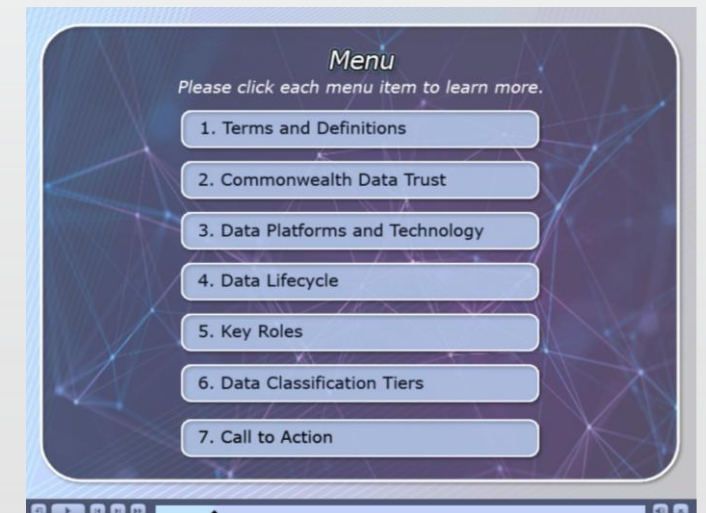 Menu
Please click each menu item to learn more.
1. Terms and Definitions
2. Commonwealth Data Trust
3. Data Platforms and Technology
4. Data Lifecycle
5. Key Roles
6. Data Classification Tiers
7. Call to Action